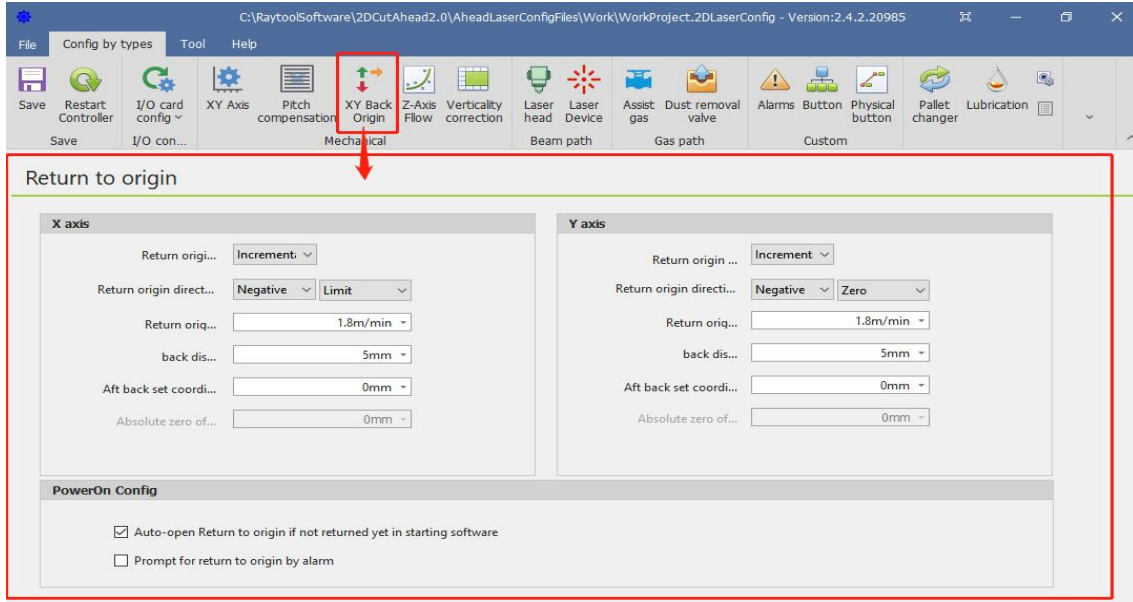 C:\RaytoolSoftware\2DCutAhead2.0\AheadLaserConfigFiles\Work\WorkProject.2DLaserConfig - Version:2.4.2.20985
File Config by types Tool Help
Save Restart Controller I/O card config XY Axis Pitch compensation XY Back Origin Z-Axis Fllow Verticality correction Laser head Laser Device Assist gas Dust removal valve Alarms Button Physical button Pallet changer Lubrication
Save I/O con... Mechanical Beam path Gas path Custom
Return to origin
X axis
Return origi... Increment
Return origin direct... Negative Limit
Return orig... 1.8m/min
back dis... 5mm
Aft back set coordi... 0mm
Absolute zero of... 0mm
Y axis
Return origin ... Increment
Return origin directi... Negative Zero
Return orig... 1.8m/min
back dis... 5mm
Aft back set coordi... 0mm
Absolute zero of... 0mm
PowerOn Config
Auto-open Return to origin if not returned yet in starting software
Prompt for return to origin by alarm